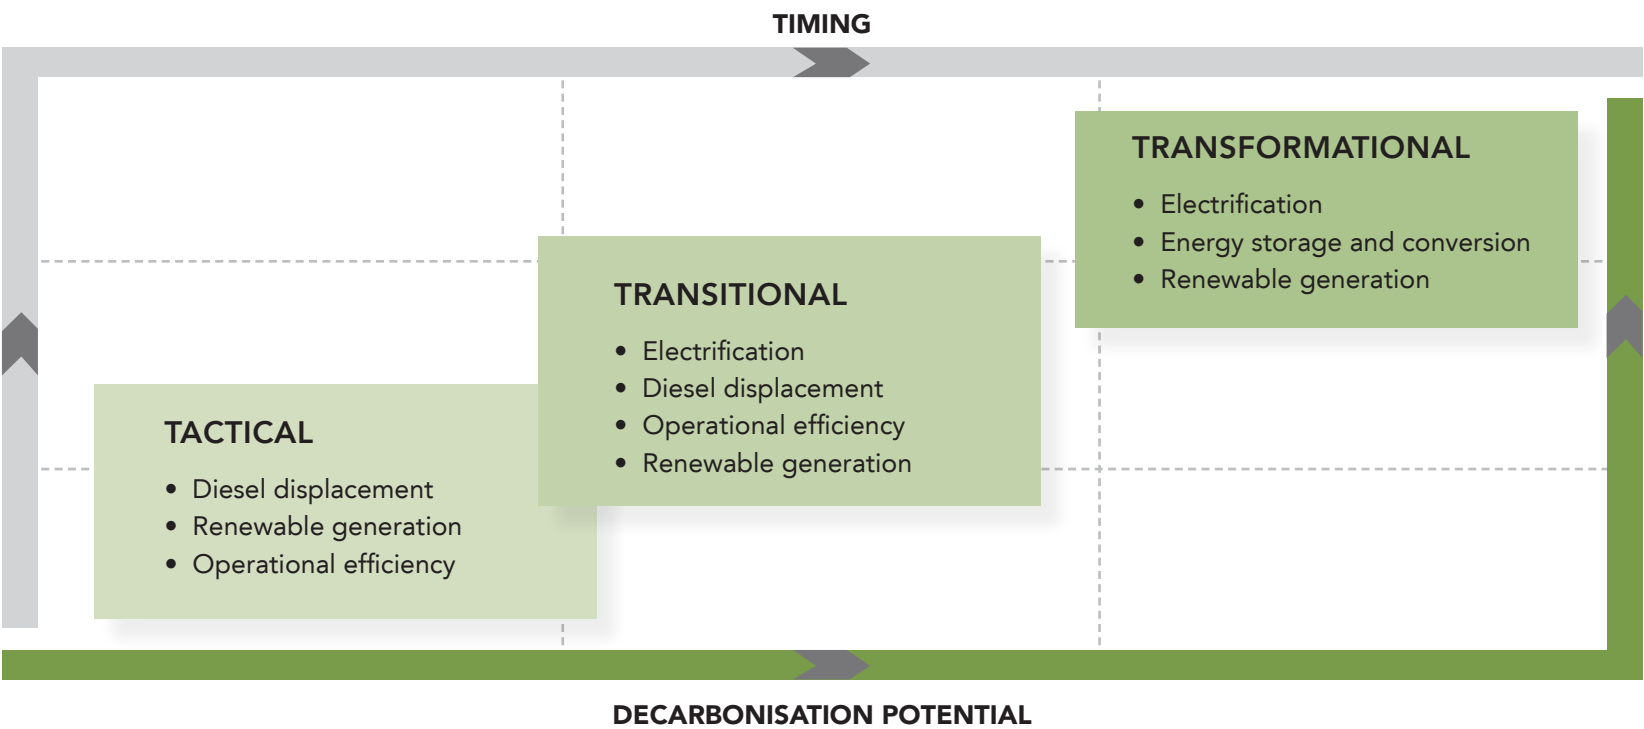 TIMING
TRANSFORMATIONAL
• Electrification
• Energy storage and conversion
• Renewable generation
TRANSITIONAL
• Electrification
• Diesel displacement
• Operational efficiency
• Renewable generation
TACTICAL
• Diesel displacement
• Renewable generation
• Operational efficiency
DECARBONISATION POTENTIAL